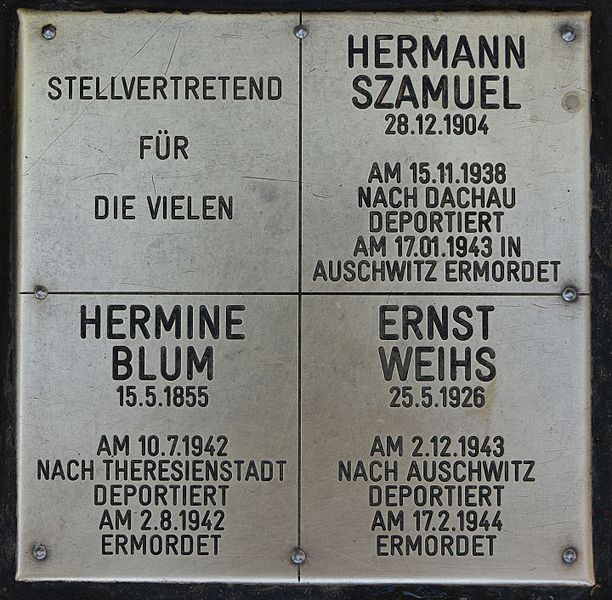 STELLVERTRETEND
FÜR
DIE VIELEN
HERMANN
SZAMUEL
28.12.1904
AM 15.11.1938
NACH DACHAU
DEPORTIERT
AM 17.01.1943 IN
AUSCHWITZ ERMORDET
HERMINE
BLUM
15.5.1855
AM 10.7.1942
NACH THERESIENSTADT
DEPORTIERT
AM 2.8.1942
ERMORDET
ERNST
WEIHS
25.5.1926
AM 2.12.1943
NACH AUSCHWITZ
DEPORTIERT
AM 17.2.1944
ERMORDET